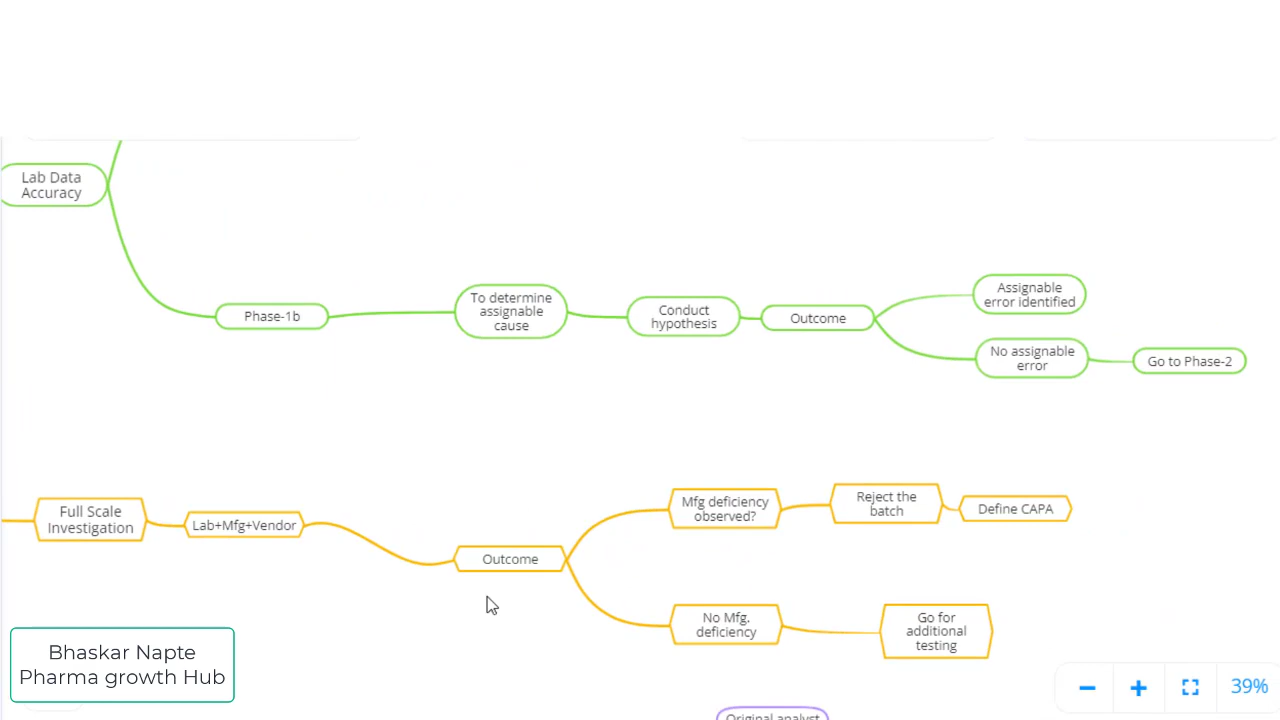 Lab Data
Accuracy
Phase-1b
To determine
assignable
cause
Conduct
hypothesis
Outcome
Assignable
error identified
No assignable
error
Go to Phase-2
Full Scale
Investigation
Lab+Mfg+Vendor
Outcome
Mfg deficiency
observed?
Reject the
batch
Define CAPA
No Mfg.
deficiency
Go for
additional
testing
Bhaskar Napte
Pharma growth Hub
39%
Original analyst